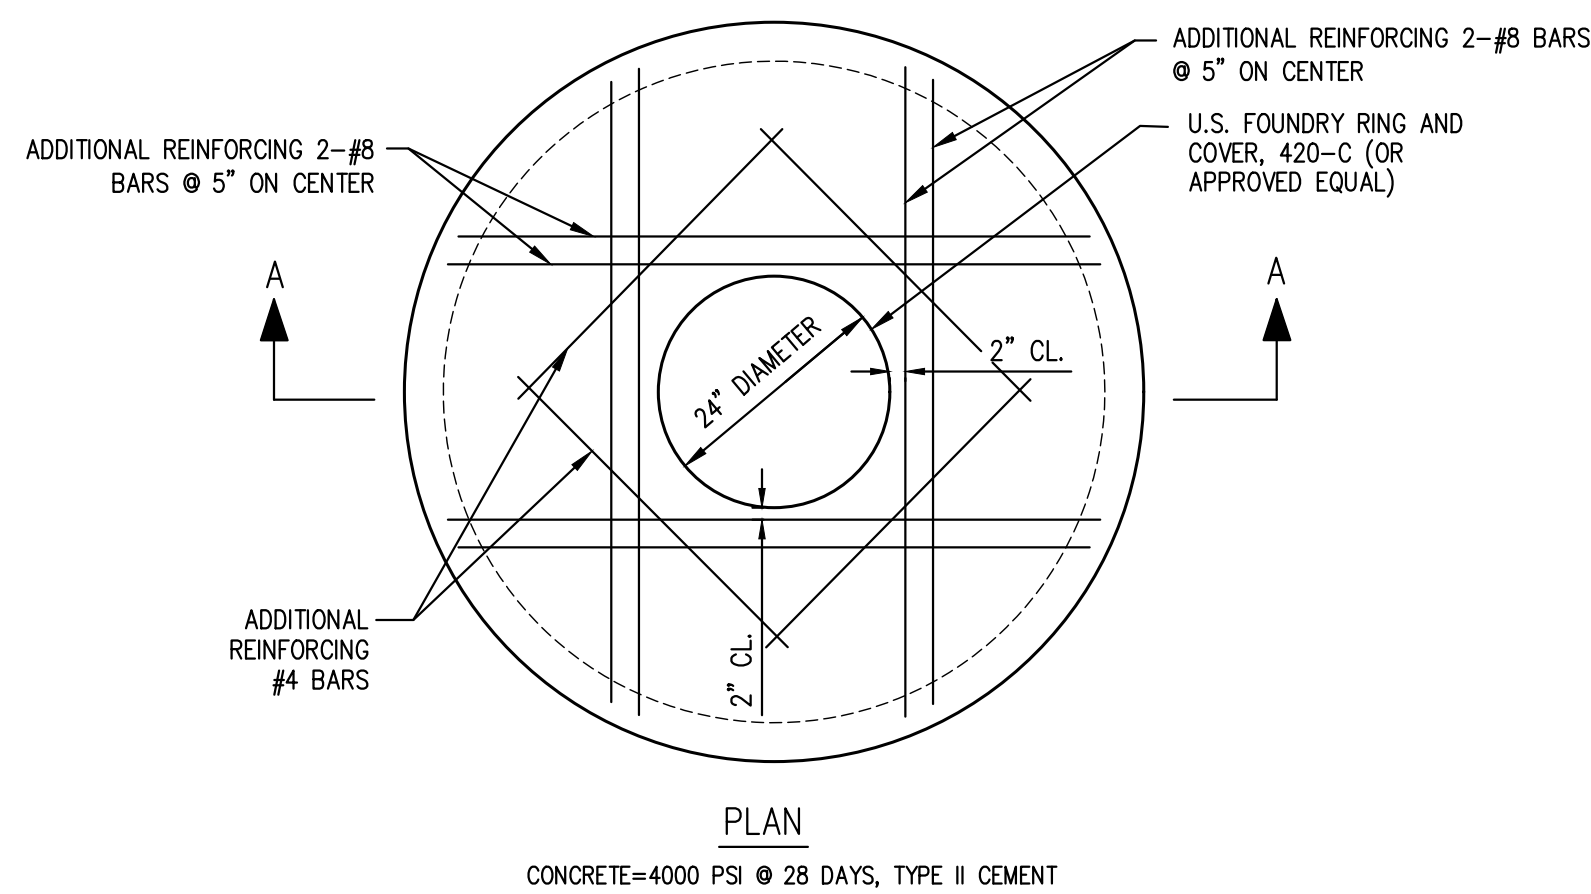 ADDITIONAL REINFORCING 2-#8 BARS
@ 5" ON CENTER
U.S. FOUNDRY RING AND
COVER, 420-C (OR
APPROVED EQUAL)
ADDITIONAL REINFORCING 2-#8
BARS @ 5" ON CENTER
A
A
24" DIAMETER
2" CL.
2" CL.
ADDITIONAL
REINFORCING
#4 BARS
PLAN
CONCRETE=4000 PSI @ 28 DAYS, TYPE II CEMENT